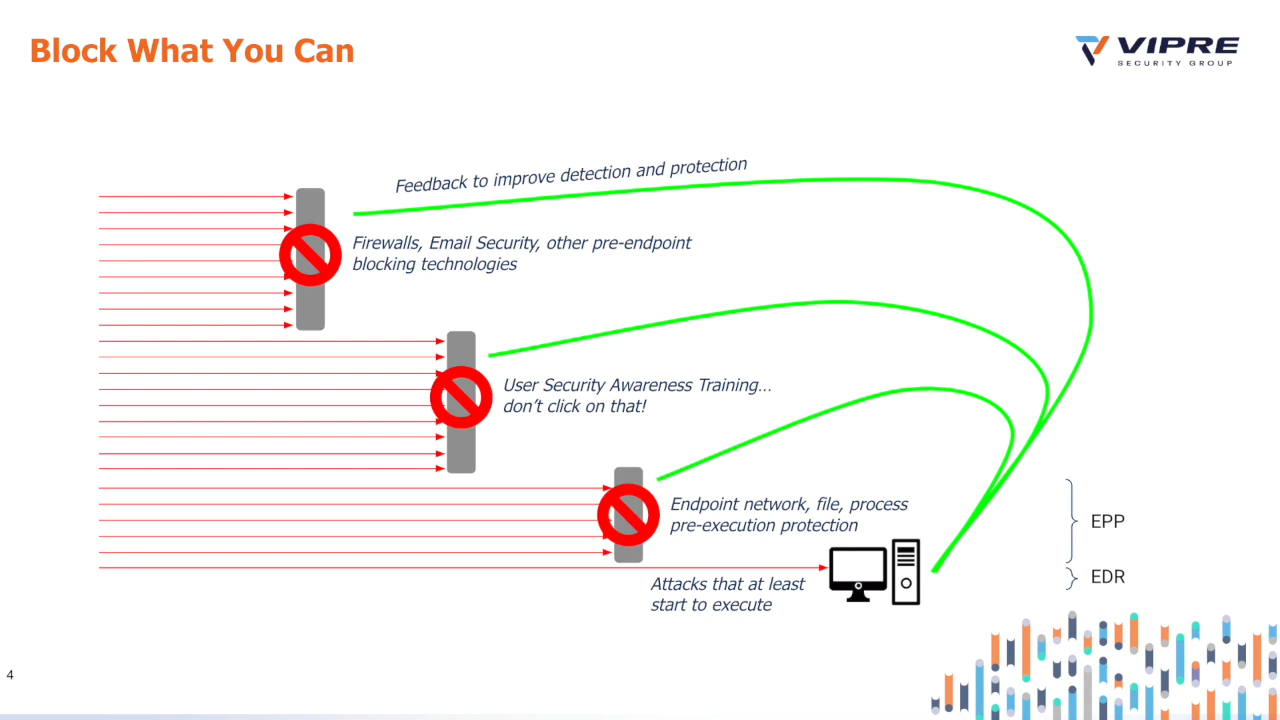 Block What You Can
VIPRE
SECURITY GROUP
Feedback to improve detection and protection
Firewalls, Email Security, other pre-endpoint
blocking technologies
User Security Awareness Training…
don’t click on that!
Endpoint network, file, process
pre-execution protection
EPP
Attacks that at least
start to execute
EDR
4